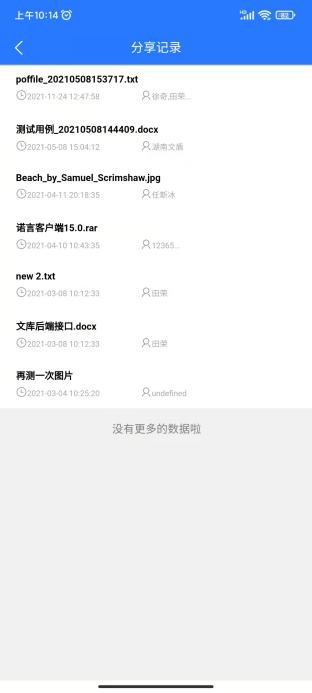 上午10:14
分享记录
poffile_20210508153717.txt
2021-11-24 12:47:58 徐奇,田荣...
测试用例_20210508144409.docx
2021-05-08 15:04:12 湖南文盾
Beach_by_Samuel_Scrimshaw.jpg
2021-04-11 20:18:35 任新冰
诺言客户端15.0.rar
2021-04-10 10:43:35 12365...
new 2.txt
2021-03-08 10:12:33 田荣
文库后端接口.docx
2021-03-08 10:12:33 田荣
再测一次图片
2021-03-04 10:25:20 undefined
没有更多的数据啦